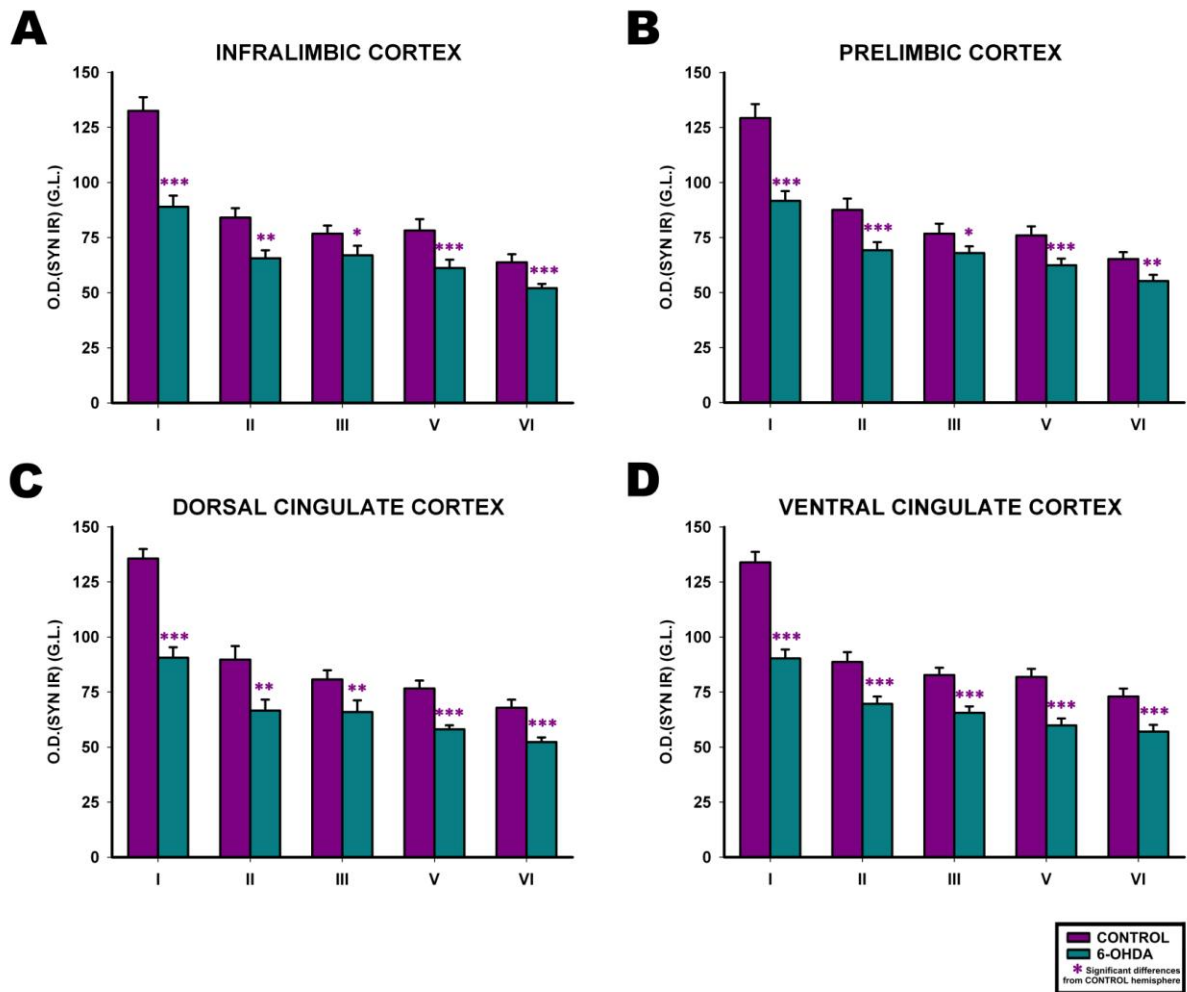 A
INFRALIMBIC CORTEX
150
125
100
75
50
25
0
O.D.(SYN IR) (G.L.)
***
**
*
***
***
I II III V VI
B
PRELIMBIC CORTEX
150
125
100
75
50
25
0
O.D.(SYN IR) (G.L.)
***
***
*
***
**
I II III V VI
C
DORSAL CINGULATE CORTEX
150
125
100
75
50
25
0
O.D.(SYN IR) (G.L.)
***
**
**
***
***
I II III V VI
D
VENTRAL CINGULATE CORTEX
150
125
100
75
50
25
0
O.D.(SYN IR) (G.L.)
***
***
***
***
***
I II III V VI
CONTROL
6-OHDA
* Significant differences
from CONTROL hemisphere